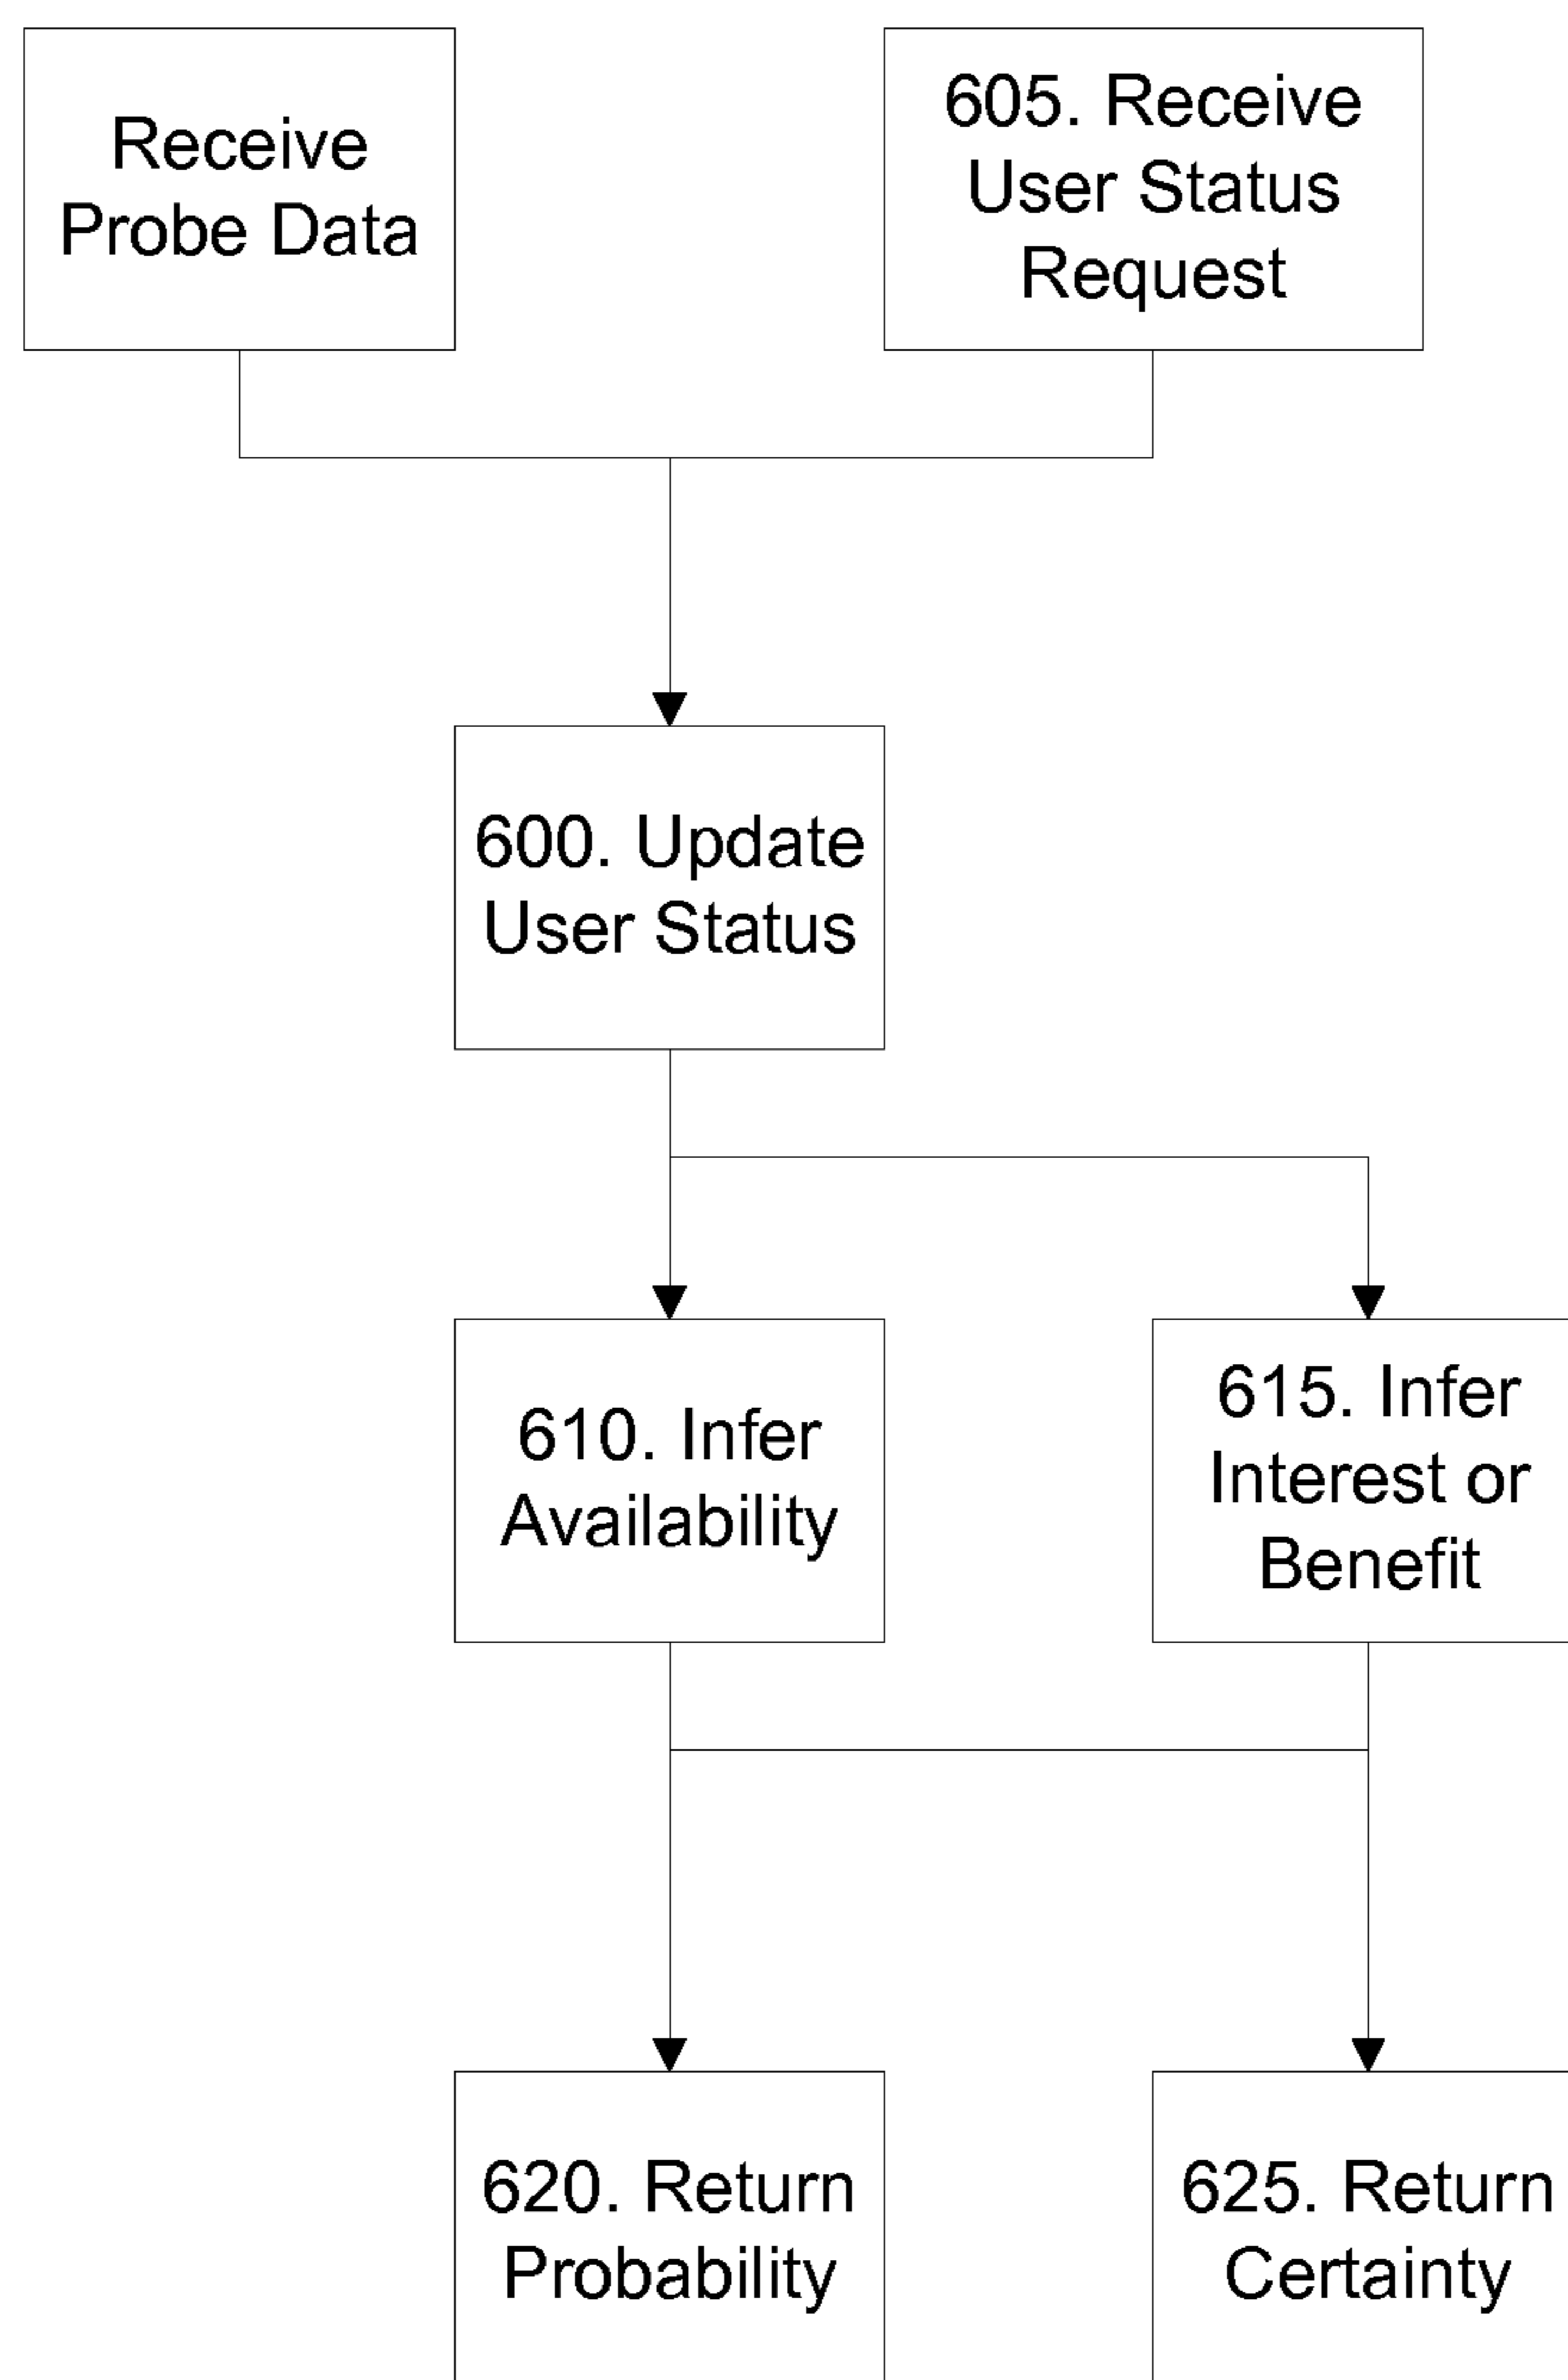 Receive
Probe Data
605. Receive
User Status
Request
600. Update
User Status
610. Infer
Availability
615. Infer
Interest or
Benefit
620. Return
Probability
625. Return
Certainty